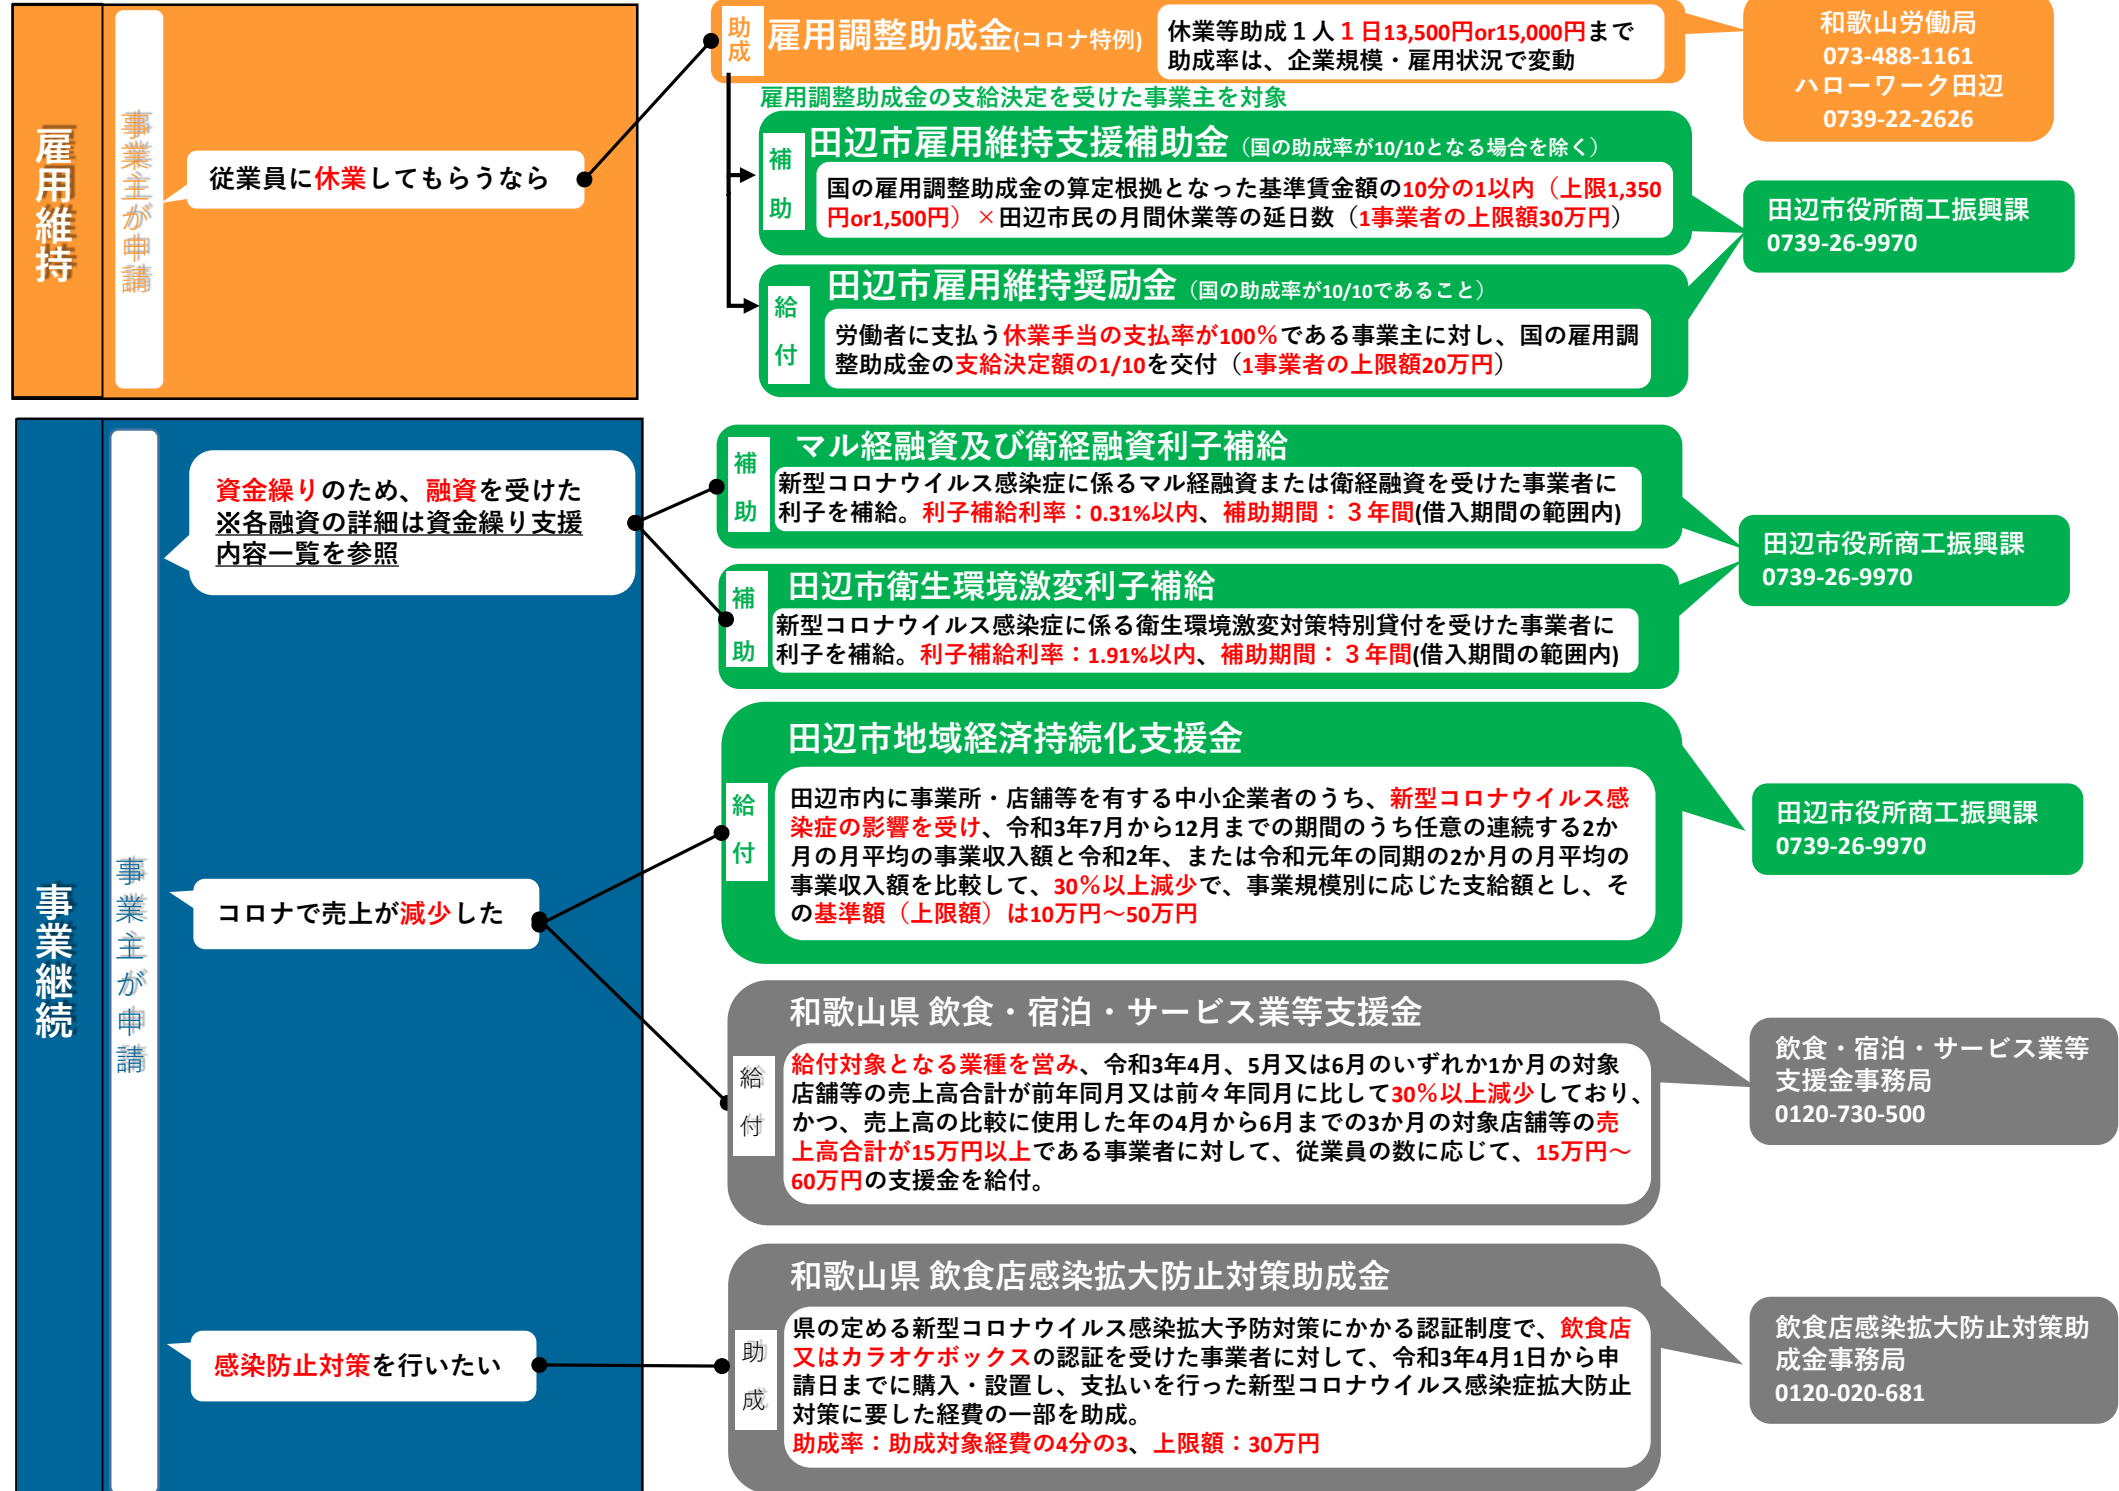 雇用維持
事業主が申請
従業員に休業してもらうなら
助成
雇用調整助成金(コロナ特例)
休業等助成１人１日13,500円or15,000円まで
助成率は、企業規模・雇用状況で変動
和歌山労働局
073-488-1161
ハローワーク田辺
0739-22-2626
雇用調整助成金の支給決定を受けた事業主を対象
補助
田辺市雇用維持支援補助金（国の助成率が10/10となる場合を除く）
国の雇用調整助成金の算定根拠となった基準賃金額の10分の1以内（上限1,350
円or1,500円）×田辺市民の月間休業等の延日数（1事業者の上限額30万円）
田辺市役所商工振興課
0739-26-9970
給付
田辺市雇用維持奨励金（国の助成率が10/10であること）
労働者に支払う休業手当の支払率が100％である事業主に対し、国の雇用調
整助成金の支給決定額の1/10を交付（1事業者の上限額20万円）
事業継続
事業主が申請
資金繰りのため、融資を受けた
※各融資の詳細は資金繰り支援
内容一覧を参照
補助
マル経融資及び衛経融資利子補給
新型コロナウイルス感染症に係るマル経融資または衛経融資を受けた事業者に
利子を補給。利子補給利率：0.31%以内、補助期間：３年間(借入期間の範囲内)
田辺市役所商工振興課
0739-26-9970
補助
田辺市衛生環境激変利子補給
新型コロナウイルス感染症に係る衛生環境激変対策特別貸付を受けた事業者に
利子を補給。利子補給利率：1.91%以内、補助期間：３年間(借入期間の範囲内)
コロナで売上が減少した
給付
田辺市地域経済持続化支援金
田辺市内に事業所・店舗等を有する中小企業者のうち、新型コロナウイルス感
染症の影響を受け、令和3年7月から12月までの期間のうち任意の連続する2か
月の月平均の事業収入額と令和2年、または令和元年の同期の2か月の月平均の
事業収入額を比較して、30％以上減少で、事業規模別に応じた支給額とし、そ
の基準額（上限額）は10万円～50万円
田辺市役所商工振興課
0739-26-9970
給付
和歌山県 飲食・宿泊・サービス業等支援金
給付対象となる業種を営み、令和3年4月、5月又は6月のいずれか1か月の対象
店舗等の売上高合計が前年同月又は前々年同月に比して30％以上減少しており、
かつ、売上高の比較に使用した年の4月から6月までの3か月の対象店舗等の売
上高合計が15万円以上である事業者に対して、従業員の数に応じて、15万円～
60万円の支援金を給付。
飲食・宿泊・サービス業等
支援金事務局
0120-730-500
感染防止対策を行いたい
助成
和歌山県 飲食店感染拡大防止対策助成金
県の定める新型コロナウイルス感染拡大予防対策にかかる認証制度で、飲食店
又はカラオケボックスの認証を受けた事業者に対して、令和3年4月1日から申
請日までに購入・設置し、支払いを行った新型コロナウイルス感染症拡大防止
対策に要した経費の一部を助成。
助成率：助成対象経費の4分の3、上限額：30万円
飲食店感染拡大防止対策助
成金事務局
0120-020-681